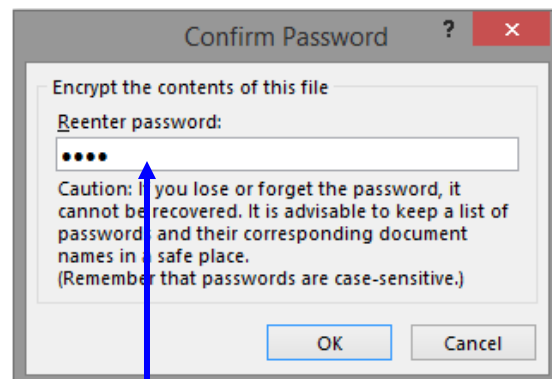 Confirm Password ? ×
Encrypt the contents of this file
Reenter password:
••••
Caution: If you lose or forget the password, it
cannot be recovered. It is advisable to keep a list of
passwords and their corresponding document
names in a safe place.
(Remember that passwords are case-sensitive.)
OK Cancel